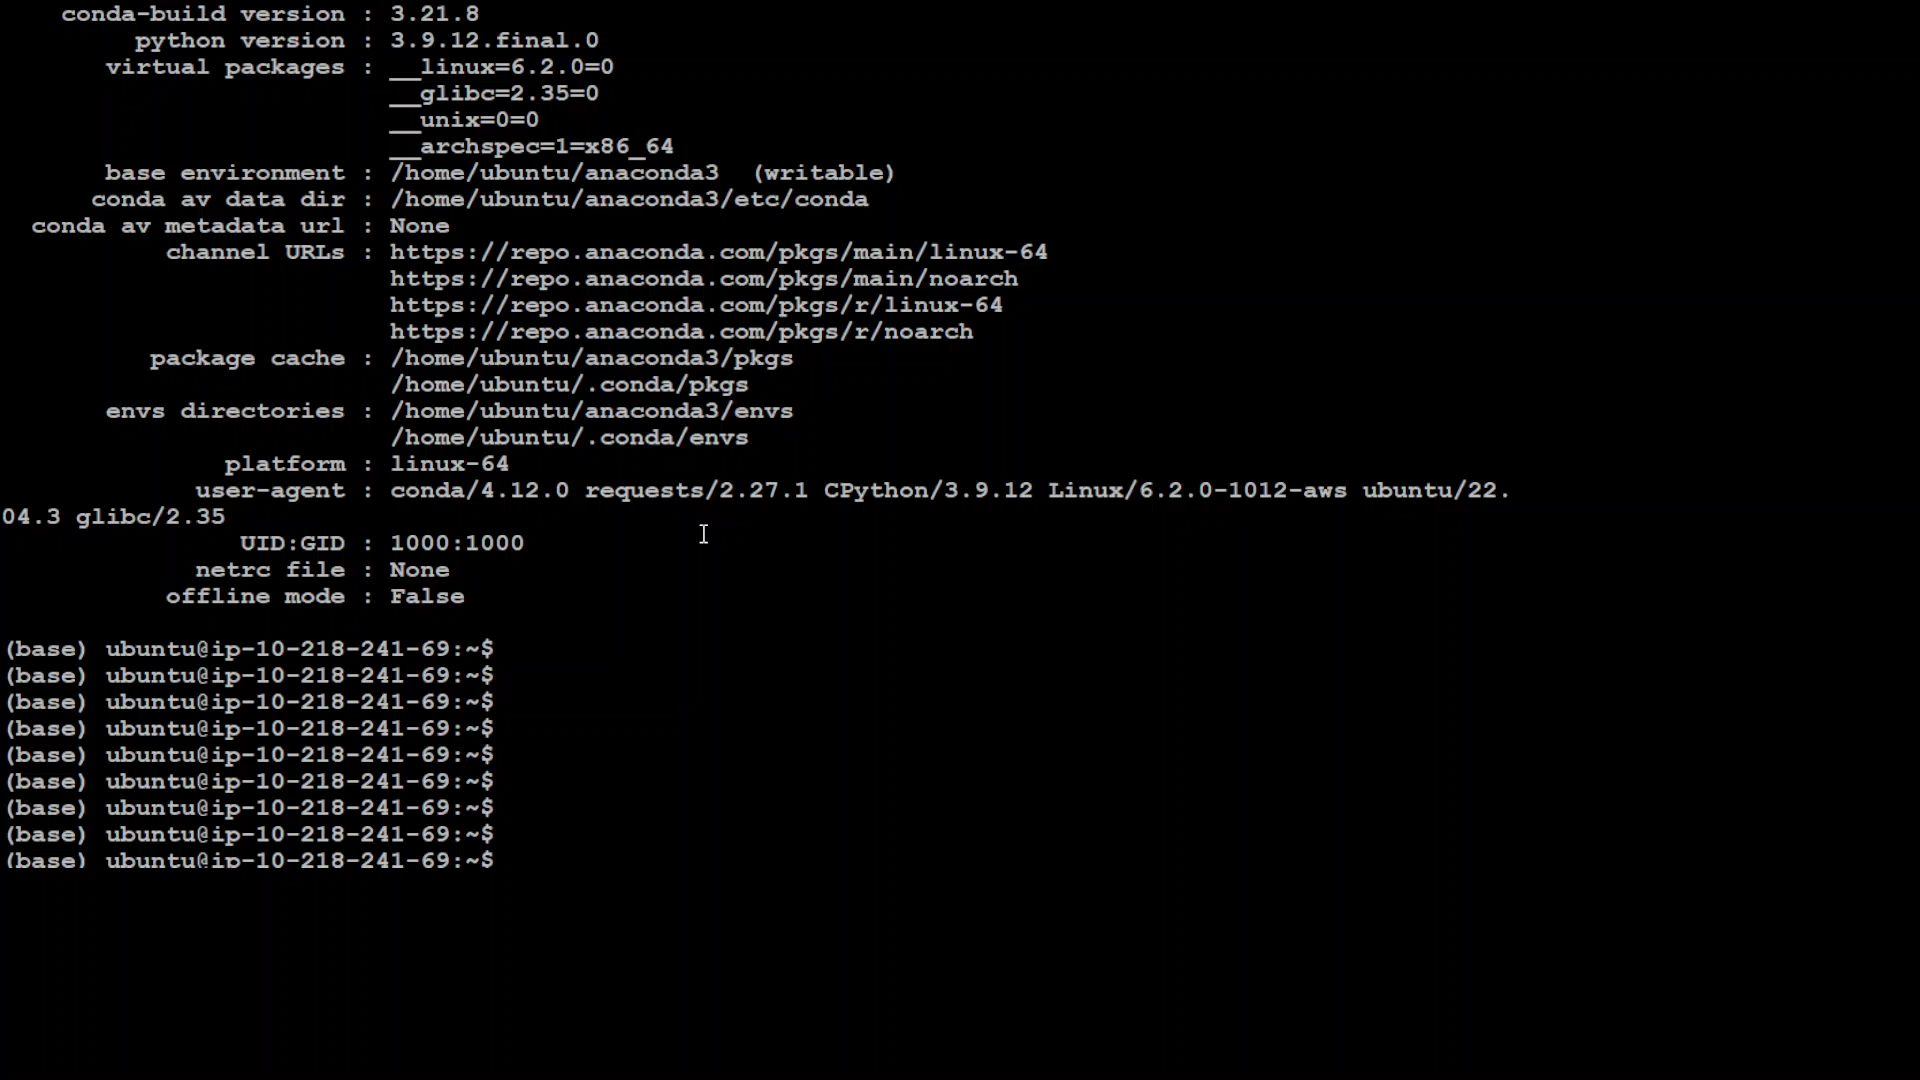 conda-build version : 3.21.8
python version : 3.9.12.final.0
virtual packages : __linux=6.2.0=0
__glibc=2.35=0
__unix=0=0
__archspec=1=x86_64
base environment : /home/ubuntu/anaconda3  (writable)
conda av data dir : /home/ubuntu/anaconda3/etc/conda
conda av metadata url : None
channel URLs : https://repo.anaconda.com/pkgs/main/linux-64
https://repo.anaconda.com/pkgs/main/noarch
https://repo.anaconda.com/pkgs/r/linux-64
https://repo.anaconda.com/pkgs/r/noarch
package cache : /home/ubuntu/anaconda3/pkgs
/home/ubuntu/.conda/pkgs
envs directories : /home/ubuntu/anaconda3/envs
/home/ubuntu/.conda/envs
platform : linux-64
user-agent : conda/4.12.0 requests/2.27.1 CPython/3.9.12 Linux/6.2.0-1012-aws ubuntu/22.
04.3 glibc/2.35
UID:GID : 1000:1000
netrc file : None
offline mode : False
(base) ubuntu@ip-10-218-241-69:~$
(base) ubuntu@ip-10-218-241-69:~$
(base) ubuntu@ip-10-218-241-69:~$
(base) ubuntu@ip-10-218-241-69:~$
(base) ubuntu@ip-10-218-241-69:~$
(base) ubuntu@ip-10-218-241-69:~$
(base) ubuntu@ip-10-218-241-69:~$
(base) ubuntu@ip-10-218-241-69:~$
(base) ubuntu@ip-10-218-241-69:~$